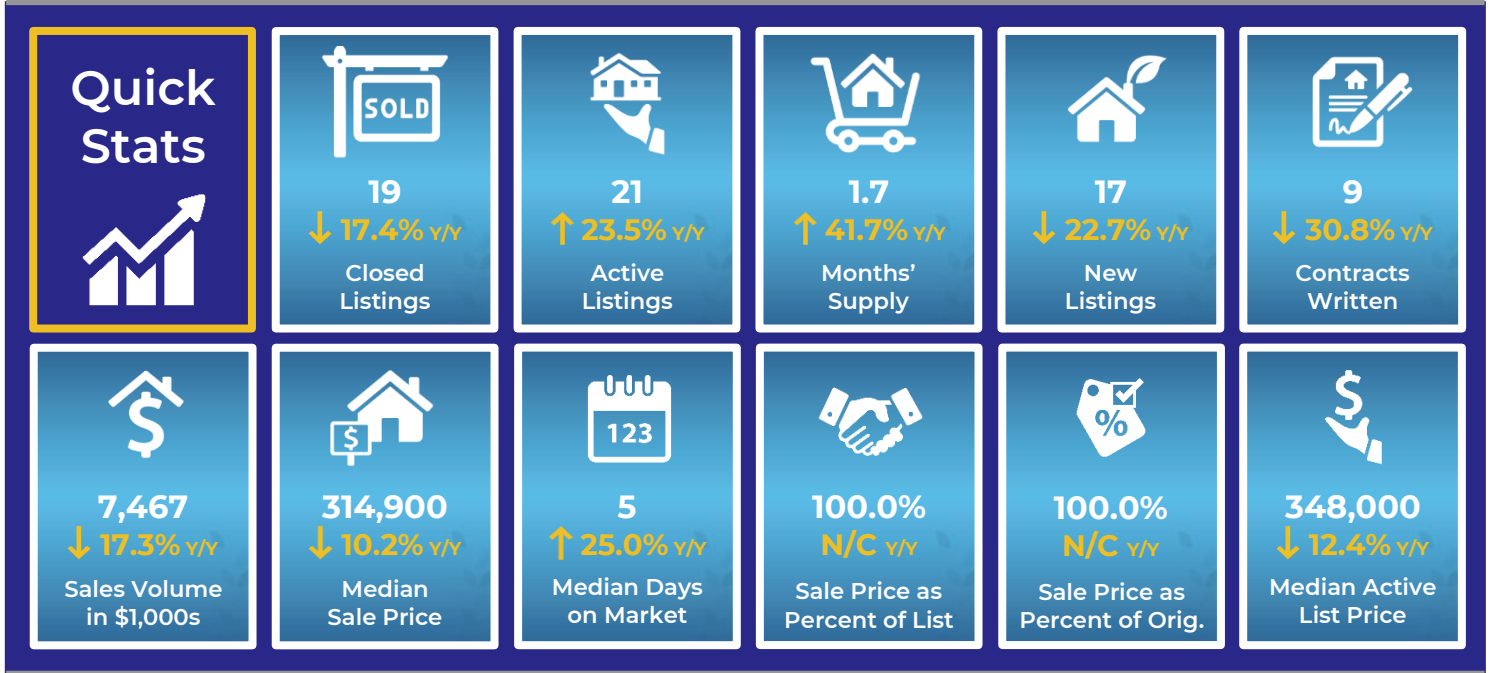 Quick
Stats
SOLD
19
↓ 17.4% Y/Y
Closed
Listings
21
↑ 23.5% Y/Y
Active
Listings
1.7
↑ 41.7% Y/Y
Months’
Supply
17
↓ 22.7% Y/Y
New
Listings
9
↓ 30.8% Y/Y
Contracts
Written
$
7,467
↓ 17.3% Y/Y
Sales Volume
in $1,000s
$
314,900
↓ 10.2% Y/Y
Median
Sale Price
123
5
↑ 25.0% Y/Y
Median Days
on Market
100.0%
N/C Y/Y
Sale Price as
Percent of List
%
100.0%
N/C Y/Y
Sale Price as
Percent of Orig.
$
348,000
↓ 12.4% Y/Y
Median Active
List Price